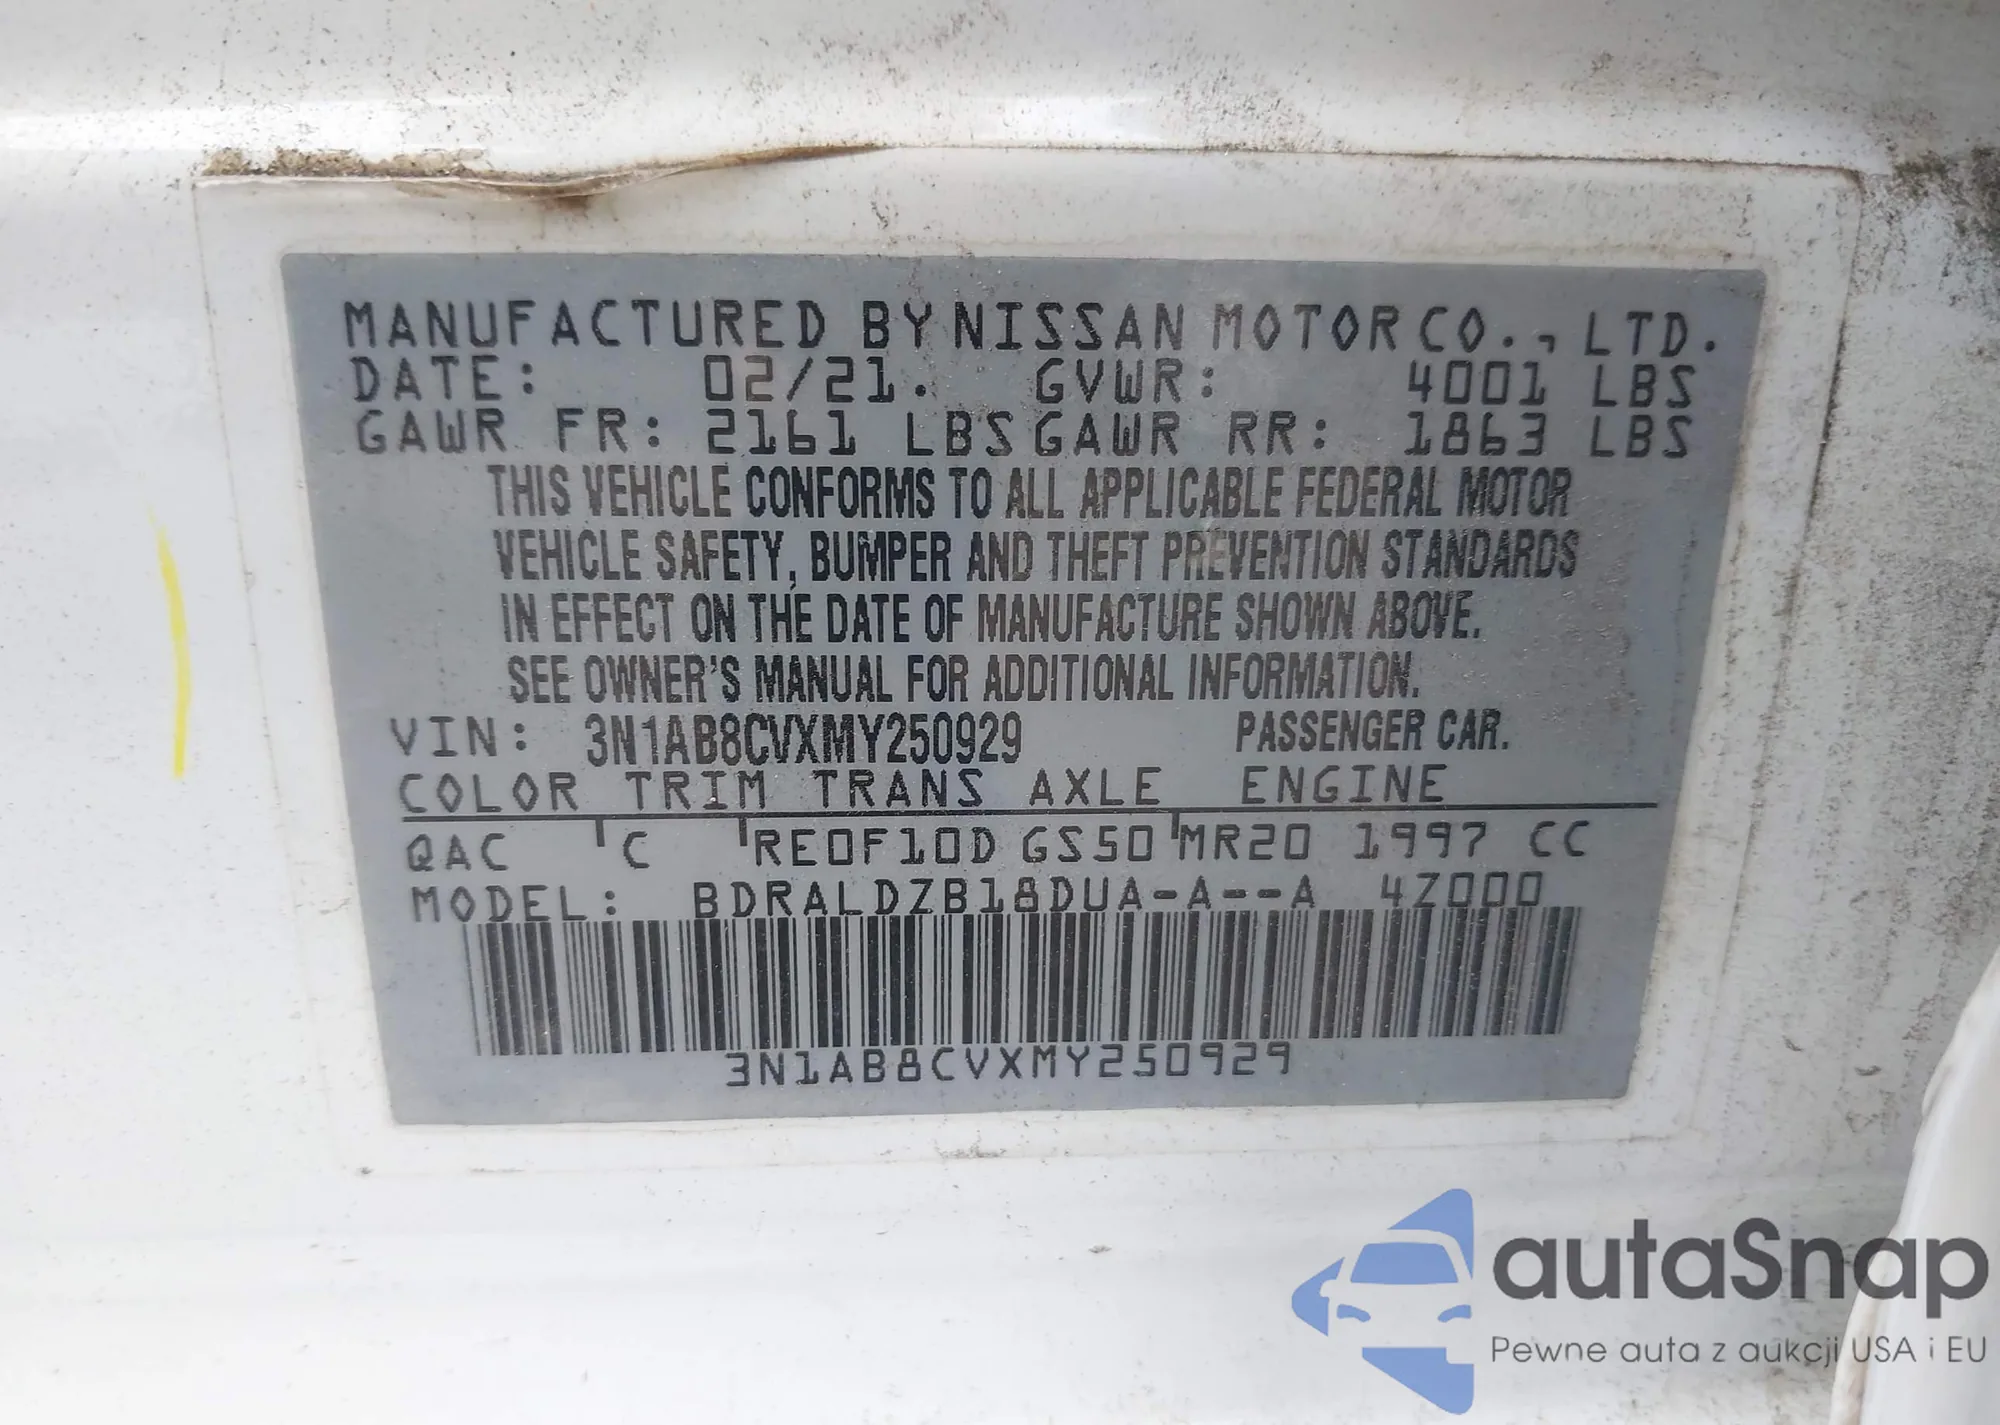 MANUFACTURED BY NISSAN MOTOR CO., LTD.
DATE: 02/21. GVWR: 4001 LBS
GAWR FR: 2161 LBS GAWR RR: 1863 LBS
THIS VEHICLE CONFORMS TO ALL APPLICABLE FEDERAL MOTOR
VEHICLE SAFETY, BUMPER AND THEFT PREVENTION STANDARDS
IN EFFECT ON THE DATE OF MANUFACTURE SHOWN ABOVE.
SEE OWNER'S MANUAL FOR ADDITIONAL INFORMATION.
VIN: 3N1AB8CVXMY250929 PASSENGER CAR.
COLOR TRIM TRANS AXLE ENGINE
QAC C RE0F10D GS50 MR20 1997 CC
MODEL: BDRALDZB18DUA-A--A 4Z000
3N1AB8CVXMY250929
autaSnap
Pewne auta z aukcji USA i EU